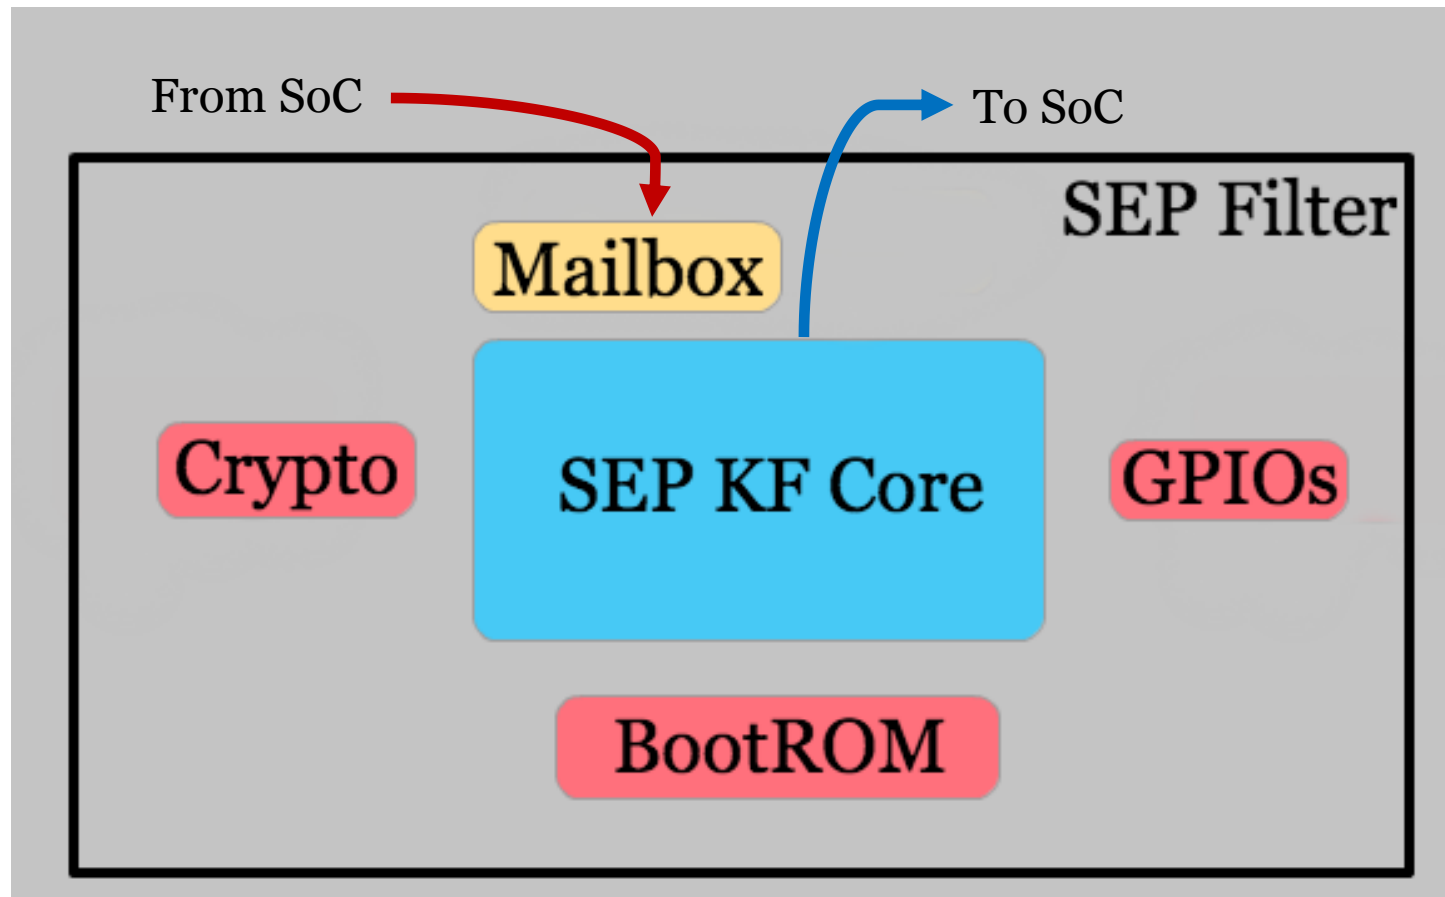 From SoC
To SoC
SEP Filter
Mailbox
Crypto
SEP KF Core
GPIOs
BootROM